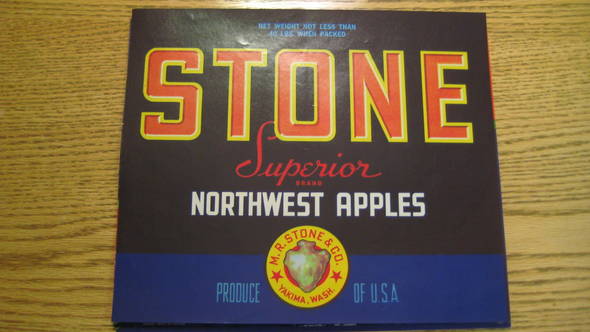 NET WEIGHT NOT LESS THAN
40 LBS. WHEN PACKED
STONE
Superior
BRAND
NORTHWEST APPLES
M.R. STONE & CO.
YAKIMA, WASH.
PRODUCE OF U.S.A